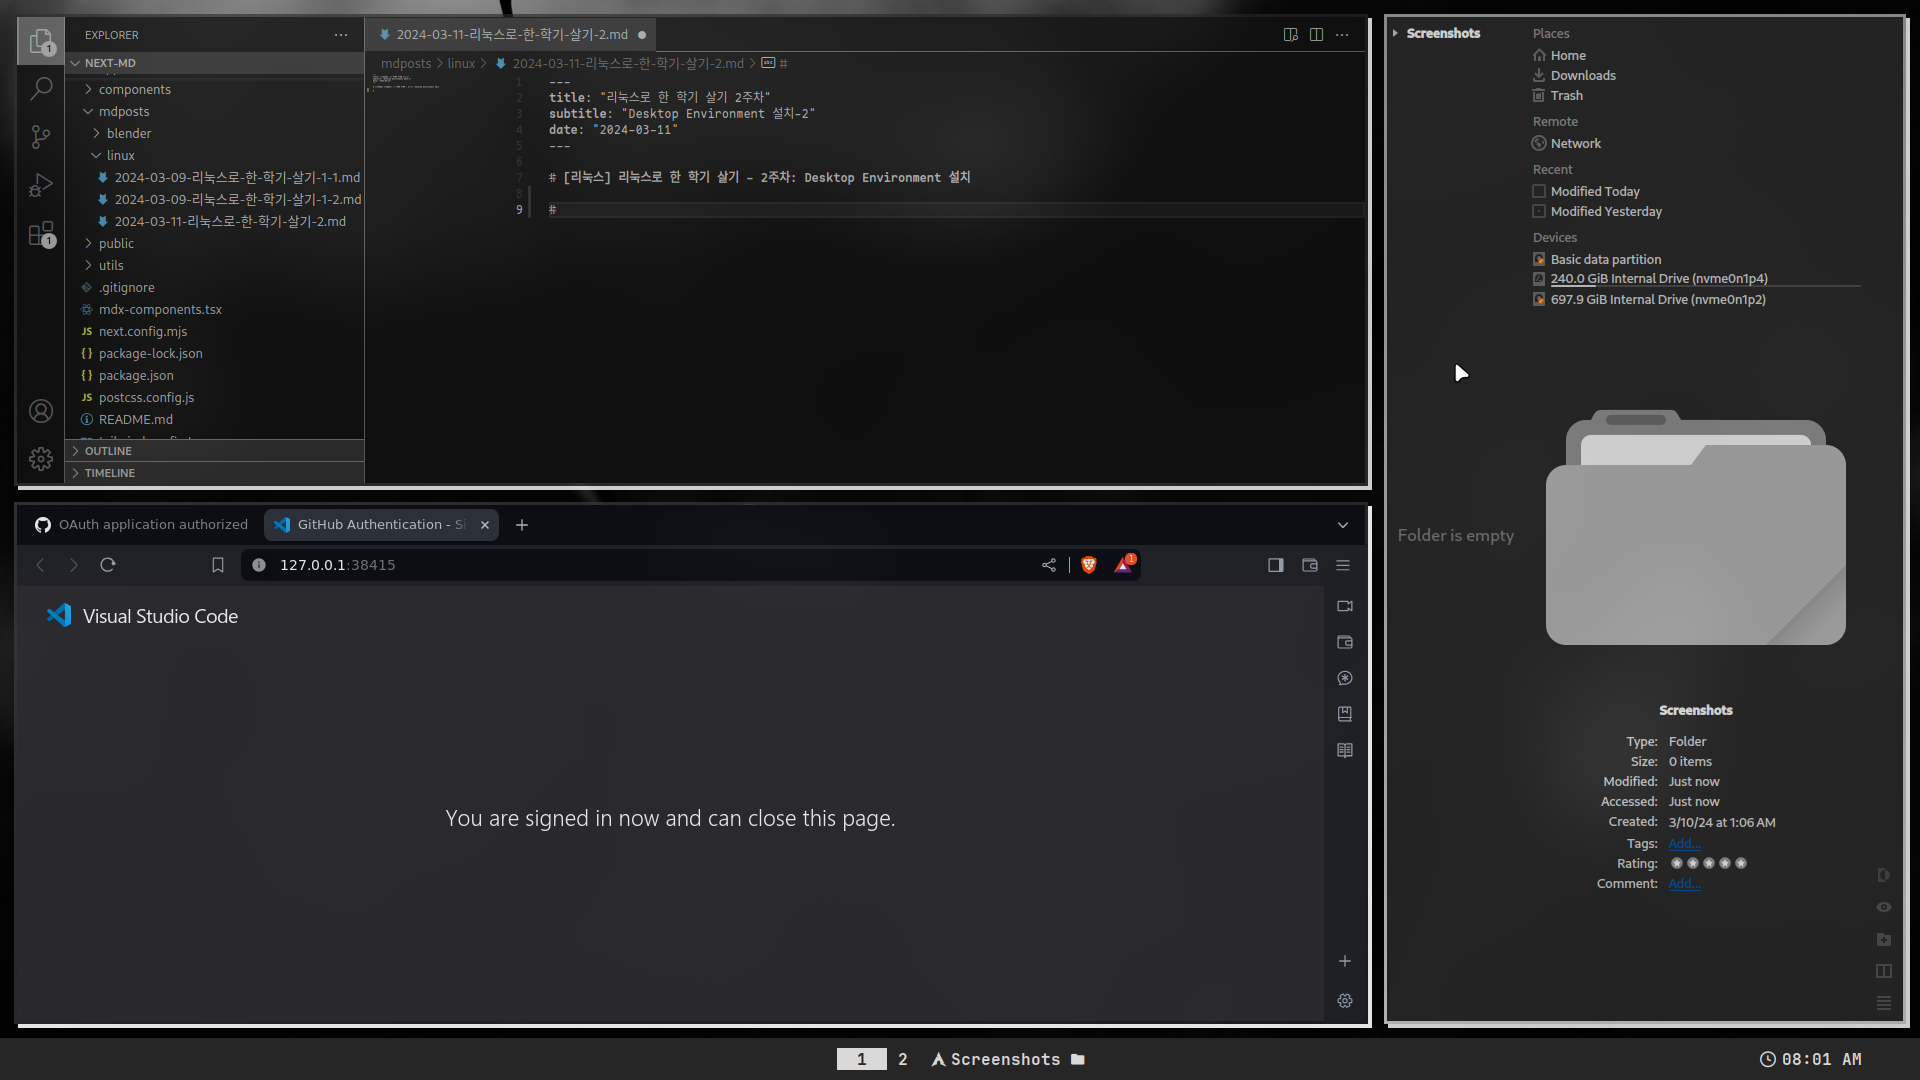 EXPLORER
NEXT-MD
components
mdposts
blender
linux
2024-03-09-리눅스로-한-학기-살기-1-1.md
2024-03-09-리눅스로-한-학기-살기-1-2.md
2024-03-11-리눅스로-한-학기-살기-2.md
public
utils
.gitignore
mdx-components.tsx
JS next.config.mjs
{} package-lock.json
{} package.json
JS postcss.config.js
README.md
OUTLINE
TIMELINE
1
1
2024-03-11-리눅스로-한-학기-살기-2.md
mdposts > linux > 2024-03-11-리눅스로-한-학기-살기-2.md > abc #
1 ---
2 title: "리눅스로 한 학기 살기 2주차"
3 subtitle: "Desktop Environment 설치-2"
4 date: "2024-03-11"
5 ---
6
7 # [리눅스] 리눅스로 한 학기 살기 - 2주차: Desktop Environment 설치
8
9 #
OAuth application authorized
GitHub Authentication - Si
127.0.0.1:38415
1
Visual Studio Code
You are signed in now and can close this page.
Screenshots
Folder is empty
Places
Home
Downloads
Trash
Remote
Network
Recent
Modified Today
Modified Yesterday
Devices
Basic data partition
240.0 GiB Internal Drive (nvme0n1p4)
697.9 GiB Internal Drive (nvme0n1p2)
Screenshots
Type: Folder
Size: 0 items
Modified: Just now
Accessed: Just now
Created: 3/10/24 at 1:06 AM
Tags: Add...
Rating:
Comment: Add...
1 2 Screenshots
08:01 AM